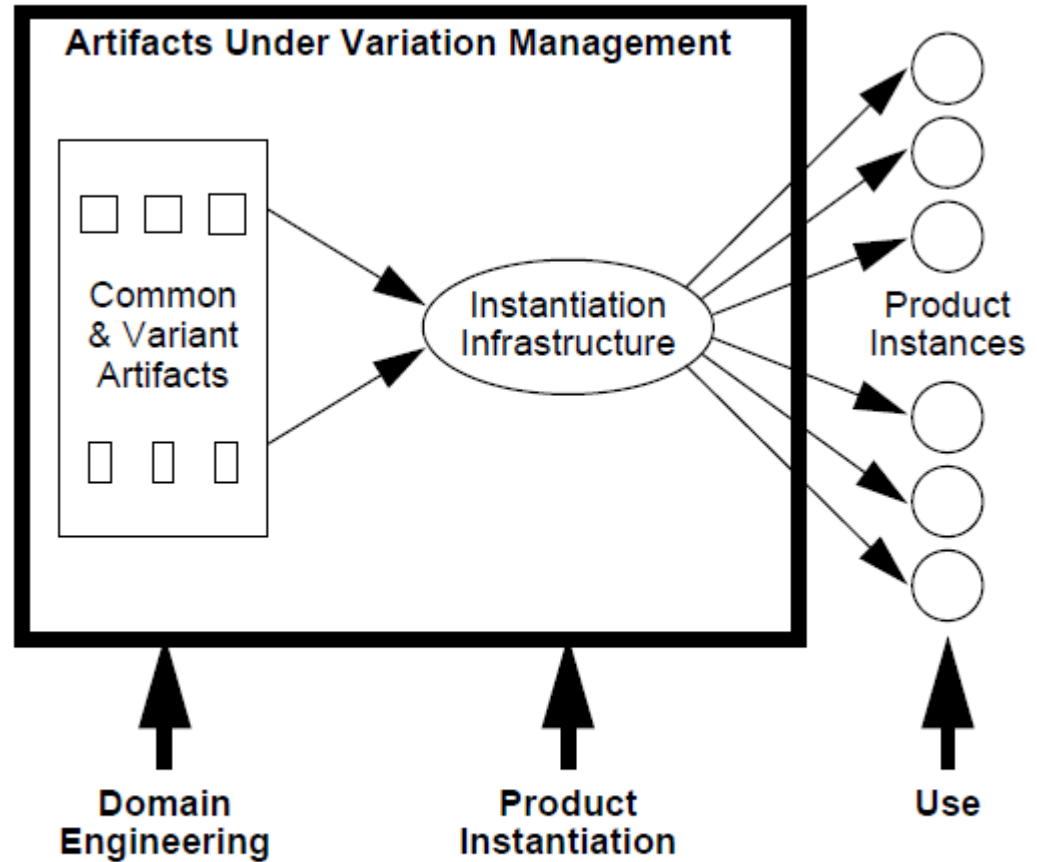 Artifacts Under Variation Management
Common
& Variant
Artifacts
Instantiation
Infrastructure
Product
Instances
Domain
Engineering
Product
Instantiation
Use